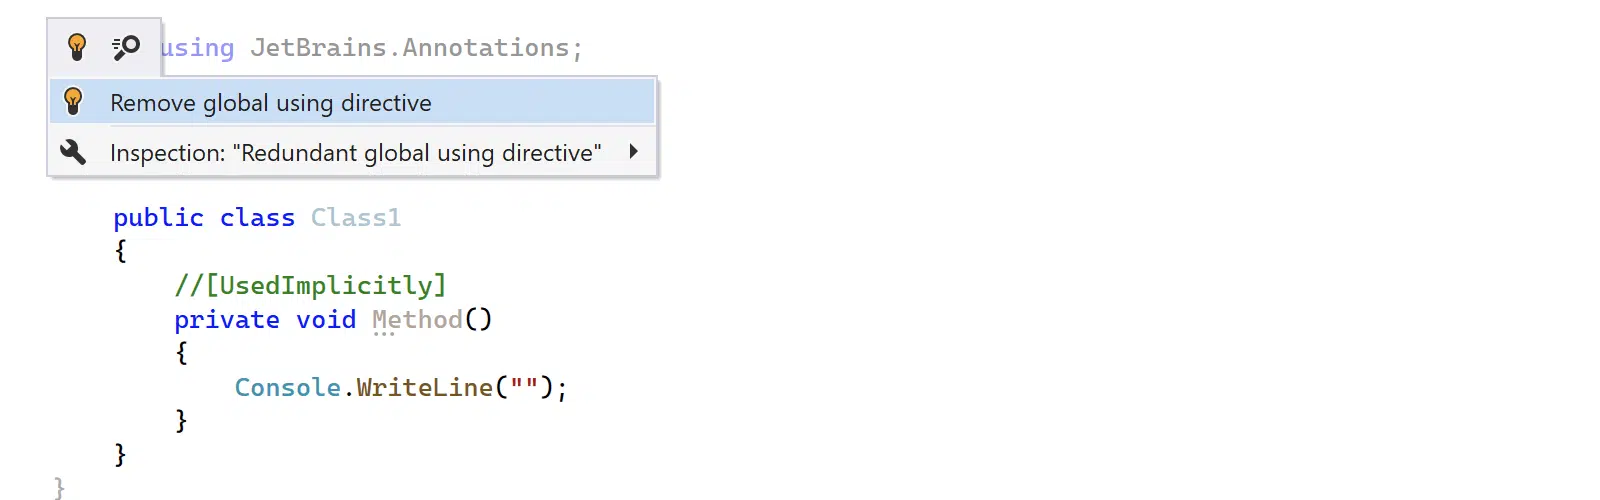 using JetBrains.Annotations;
Remove global using directive
Inspection: "Redundant global using directive"
public class Class1
{
//[UsedImplicitly]
private void Method()
{
Console.WriteLine("");
}
}
}